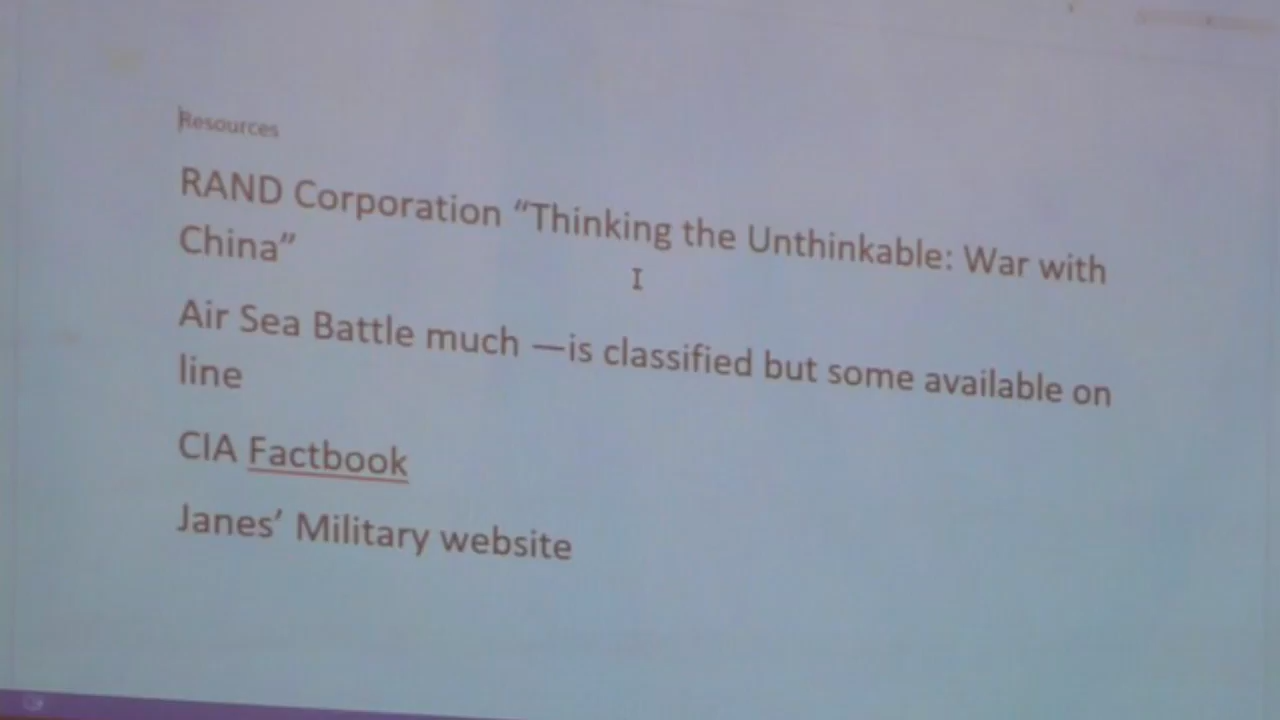 Resources
RAND Corporation “Thinking the Unthinkable: War with
China”
Air Sea Battle much —is classified but some available on
line
CIA Factbook
Janes’ Military website